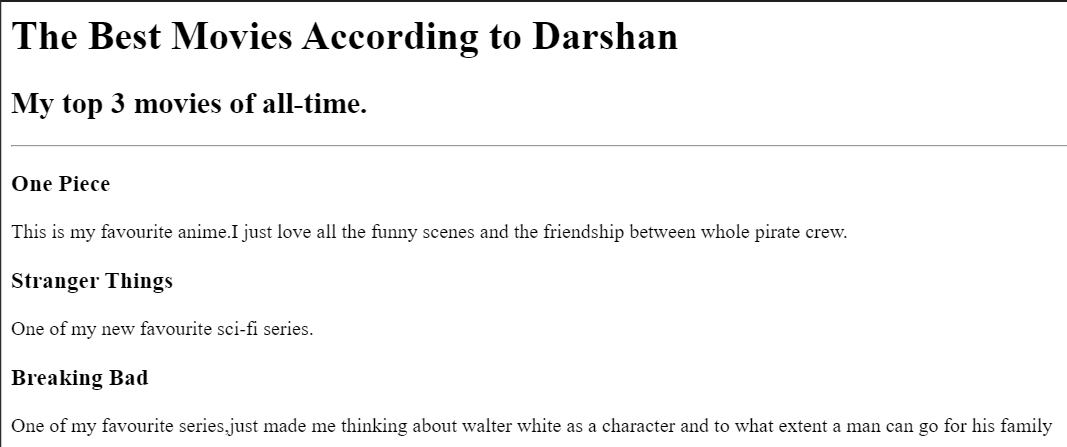 The Best Movies According to Darshan
My top 3 movies of all-time.
One Piece
This is my favourite anime.I just love all the funny scenes and the friendship between whole pirate crew.
Stranger Things
One of my new favourite sci-fi series.
Breaking Bad
One of my favourite series,just made me thinking about walter white as a character and to what extent a man can go for his family